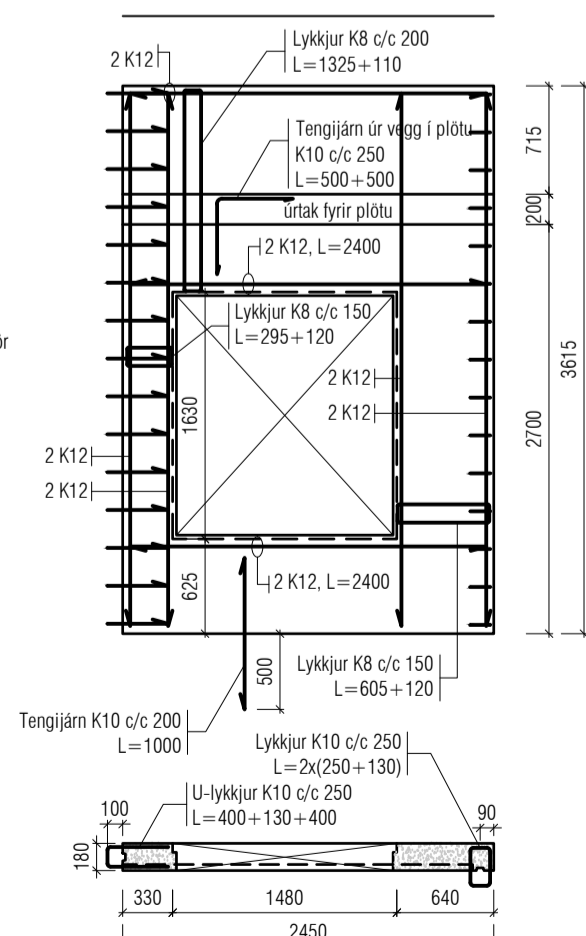 Lykkjur K8 c/c 200
L=1325+110
2 K12
Tengijárn úr vegg í plötu
K10 c/c 250
L=500+500
715
úrtak fyrir plötu
200
2 K12, L=2400
Lykkjur K8 c/c 150
L=295+120
ör
3615
2 K12
2 K12
1630
2700
2 K12
2 K12
625
2 K12, L=2400
500
Lykkjur K8 c/c 150
L=605+120
Tengijárn K10 c/c 200
L=1000
Lykkjur K10 c/c 250
L=2x(250+130)
U-lykkjur K10 c/c 250
L=400+130+400
100
90
180
330
1480
640
2450